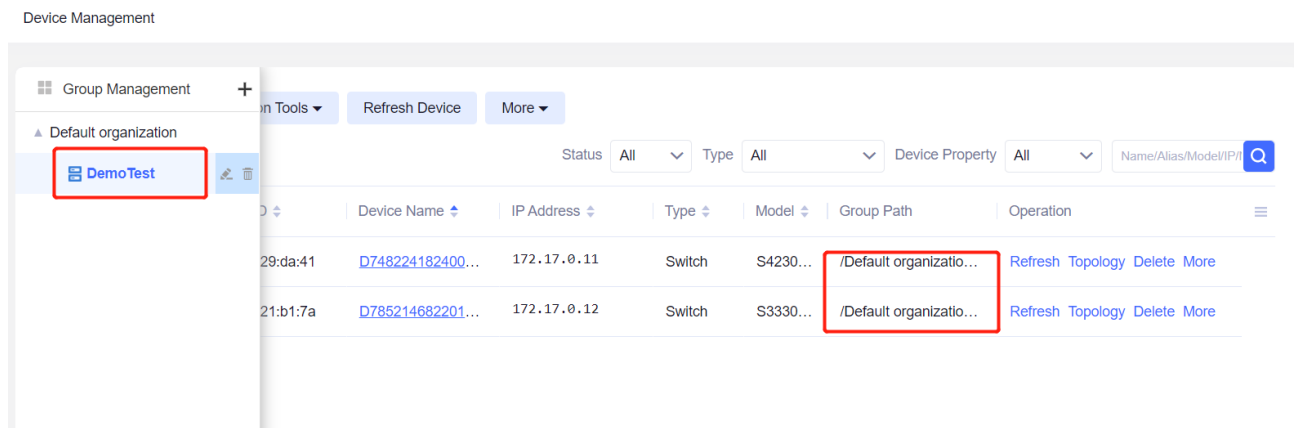 Device Management
Group Management
on Tools Refresh Device More
Default organization
Status All Type All Device Property All Name/Alias/Model/IP/
DemoTest
Device Name IP Address Type Model Group Path Operation
29:da:41 D748224182400... 172.17.0.11 Switch S4230... /Default organizatio... Refresh Topology Delete More
21:b1:7a D785214682201... 172.17.0.12 Switch S3330... /Default organizatio... Refresh Topology Delete More